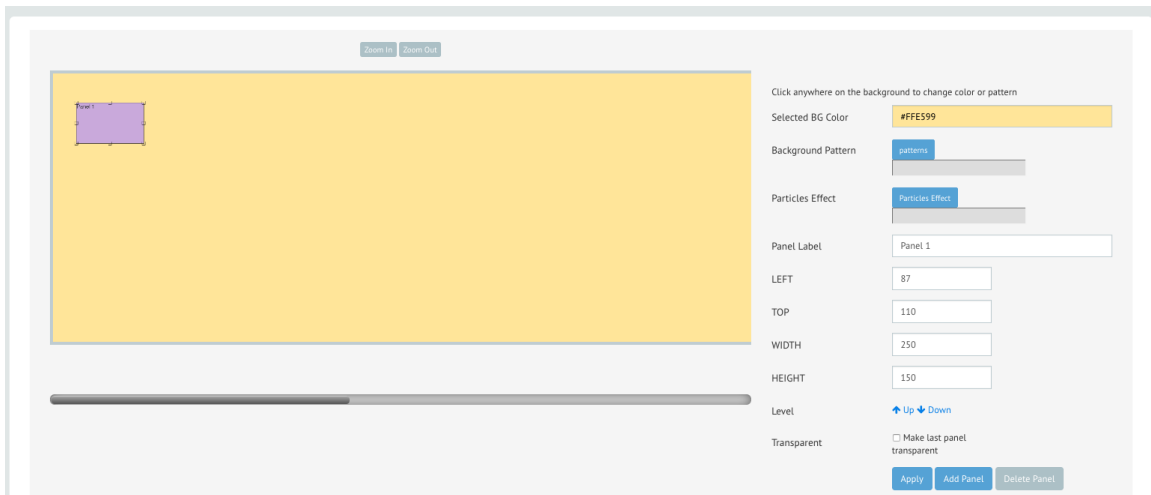 Zoom In Zoom Out
Panel 1
Click anywhere on the background to change color or pattern
Selected BG Color #FFE599
Background Pattern patterns
Particles Effect Particles Effect
Panel Label Panel 1
LEFT 87
TOP 110
WIDTH 250
HEIGHT 150
Level Up Down
Transparent Make last panel
transparent
Apply Add Panel Delete Panel